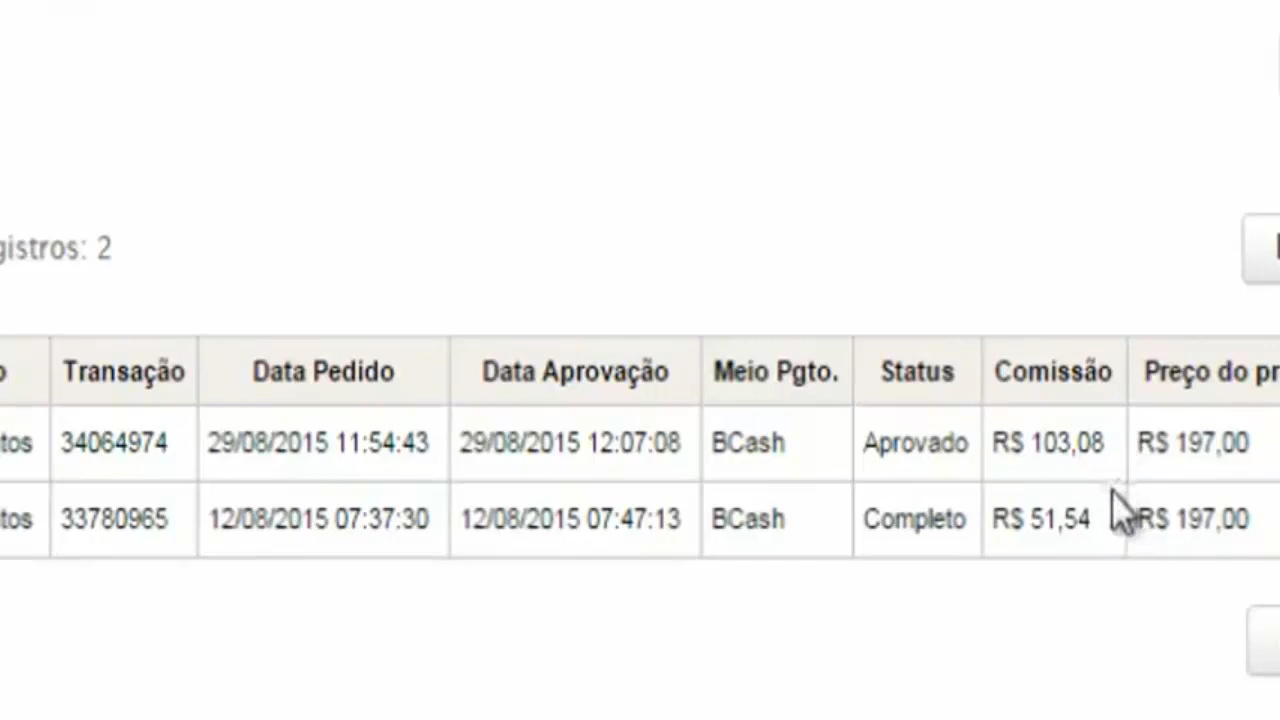 gistros: 2
o Transação Data Pedido Data Aprovação Meio Pgto. Status Comissão Preço do pr
tos 34064974 29/08/2015 11:54:43 29/08/2015 12:07:08 BCash Aprovado R$ 103,08 R$ 197,00
tos 33780965 12/08/2015 07:37:30 12/08/2015 07:47:13 BCash Completo R$ 51,54 R$ 197,00